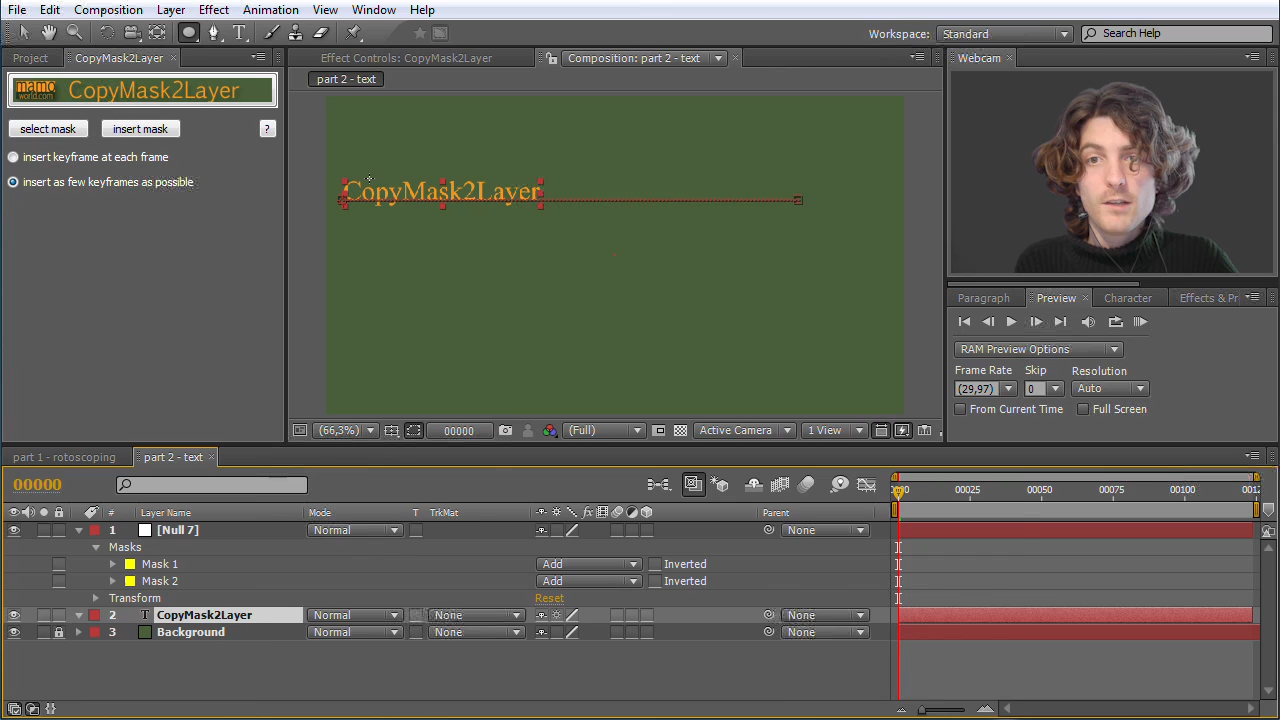 File Edit Composition Layer Effect Animation View Window Help
Workspace: Standard Search Help
Project CopyMask2Layer
Effect Controls: CopyMask2Layer Composition: part 2 - text
Webcam
mamo world.com CopyMask2Layer
part 2 - text
select mask insert mask ?
insert keyframe at each frame
insert as few keyframes as possible
CopyMask2Layer
Paragraph Preview Character Effects & Pr
RAM Preview Options
Frame Rate Skip Resolution
(29,97) 0 Auto
From Current Time Full Screen
(66,3%) 00000 (Full) Active Camera 1 View
part 1 - rotoscoping part 2 - text
00000
00025 00050 00075 00100
# Layer Name Mode T TrkMat fx Parent
1 [Null 7] Normal None
Masks
Mask 1 Add Inverted
Mask 2 Add Inverted
Transform Reset
2 T CopyMask2Layer Normal None None
3 Background Normal None None